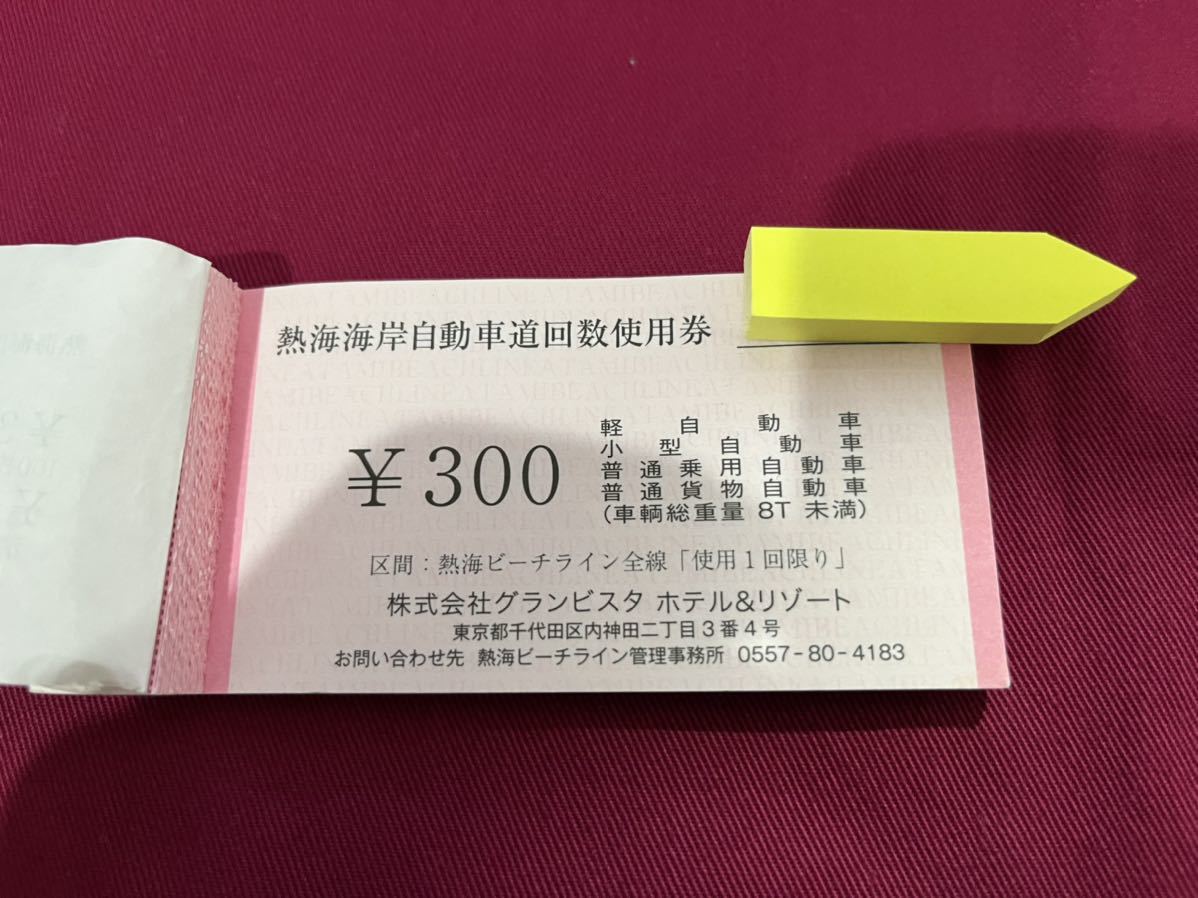 熱海海岸自動車道回数使用券
¥300
軽自動車
小型自動車
普通乗用自動車
普通貨物自動車
(車輌総重量 8T 未満)
区間:熱海ビーチライン全線「使用1回限り」
株式会社グランビスタ ホテル&リゾート
東京都千代田区内神田二丁目3番4号
お問い合わせ先 熱海ビーチライン管理事務所 0557-80-4183